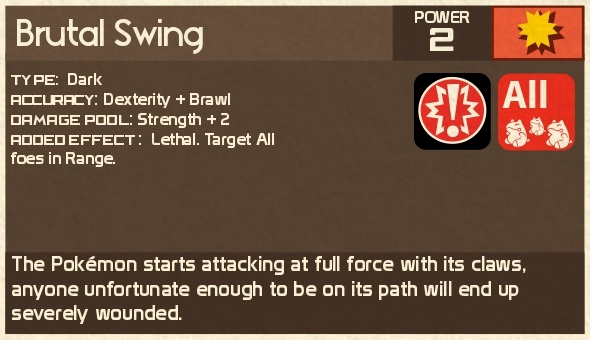 Brutal Swing
POWER
2
TYPE: Dark
ACCURACY: Dexterity + Brawl
DAMAGE POOL: Strength + 2
ADDED EFFECT: Lethal. Target All
foes in Range.
All
The Pokémon starts attacking at full force with its claws,
anyone unfortunate enough to be on its path will end up
severely wounded.